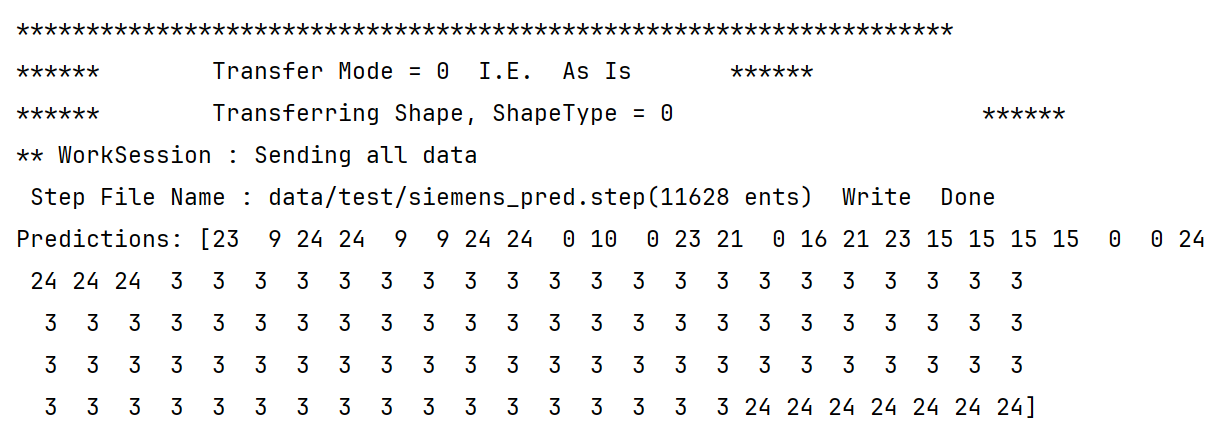 *******************************************************************
******        Transfer Mode = 0  I.E.  As Is       ******
******        Transferring Shape, ShapeType = 0                      ******
** WorkSession : Sending all data
 Step File Name : data/test/siemens_pred.step(11628 ents)  Write  Done
Predictions: [23  9 24 24  9  9 24 24  0 10  0 23 21  0 16 21 23 15 15 15 15  0  0 24
 24 24 24  3  3  3  3  3  3  3  3  3  3  3  3  3  3  3  3  3  3  3  3  3
  3  3  3  3  3  3  3  3  3  3  3  3  3  3  3  3  3  3  3  3  3  3  3  3
  3  3  3  3  3  3  3  3  3  3  3  3  3  3  3  3  3  3  3  3  3  3  3  3
  3  3  3  3  3  3  3  3  3  3  3  3  3  3  3  3  3 24 24 24 24 24 24 24]